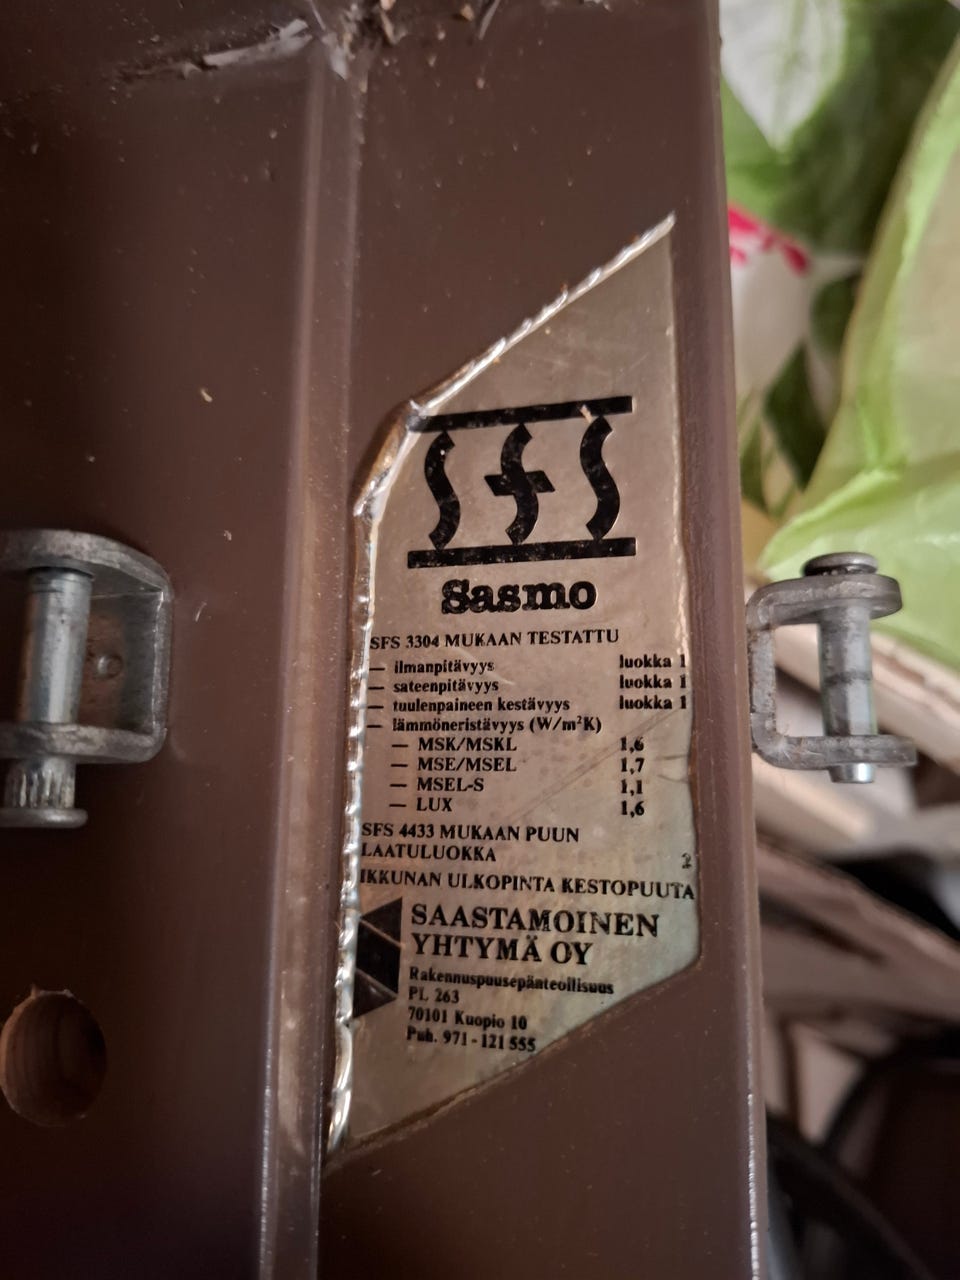 SFS
Sasmo
SFS 3304 MUKAAN TESTATTU
— ilmanpitävyys luokka 1
— sateenpitävyys luokka 1
— tuulenpaineen kestävyys luokka 1
— lämmöneristävyys (W/m²K)
— MSK/MSKL 1,6
— MSE/MSEL 1,7
— MSEL-S 1,1
— LUX 1,6
SFS 4433 MUKAAN PUUN
LAATULUOKKA 2
IKKUNAN ULKOPINTA KESTOPUUTA
SAASTAMOINEN
YHTYMÄ OY
Rakennuspuusepänteollisuus
PL 263
70101 Kuopio 10
Puh. 971-121 555